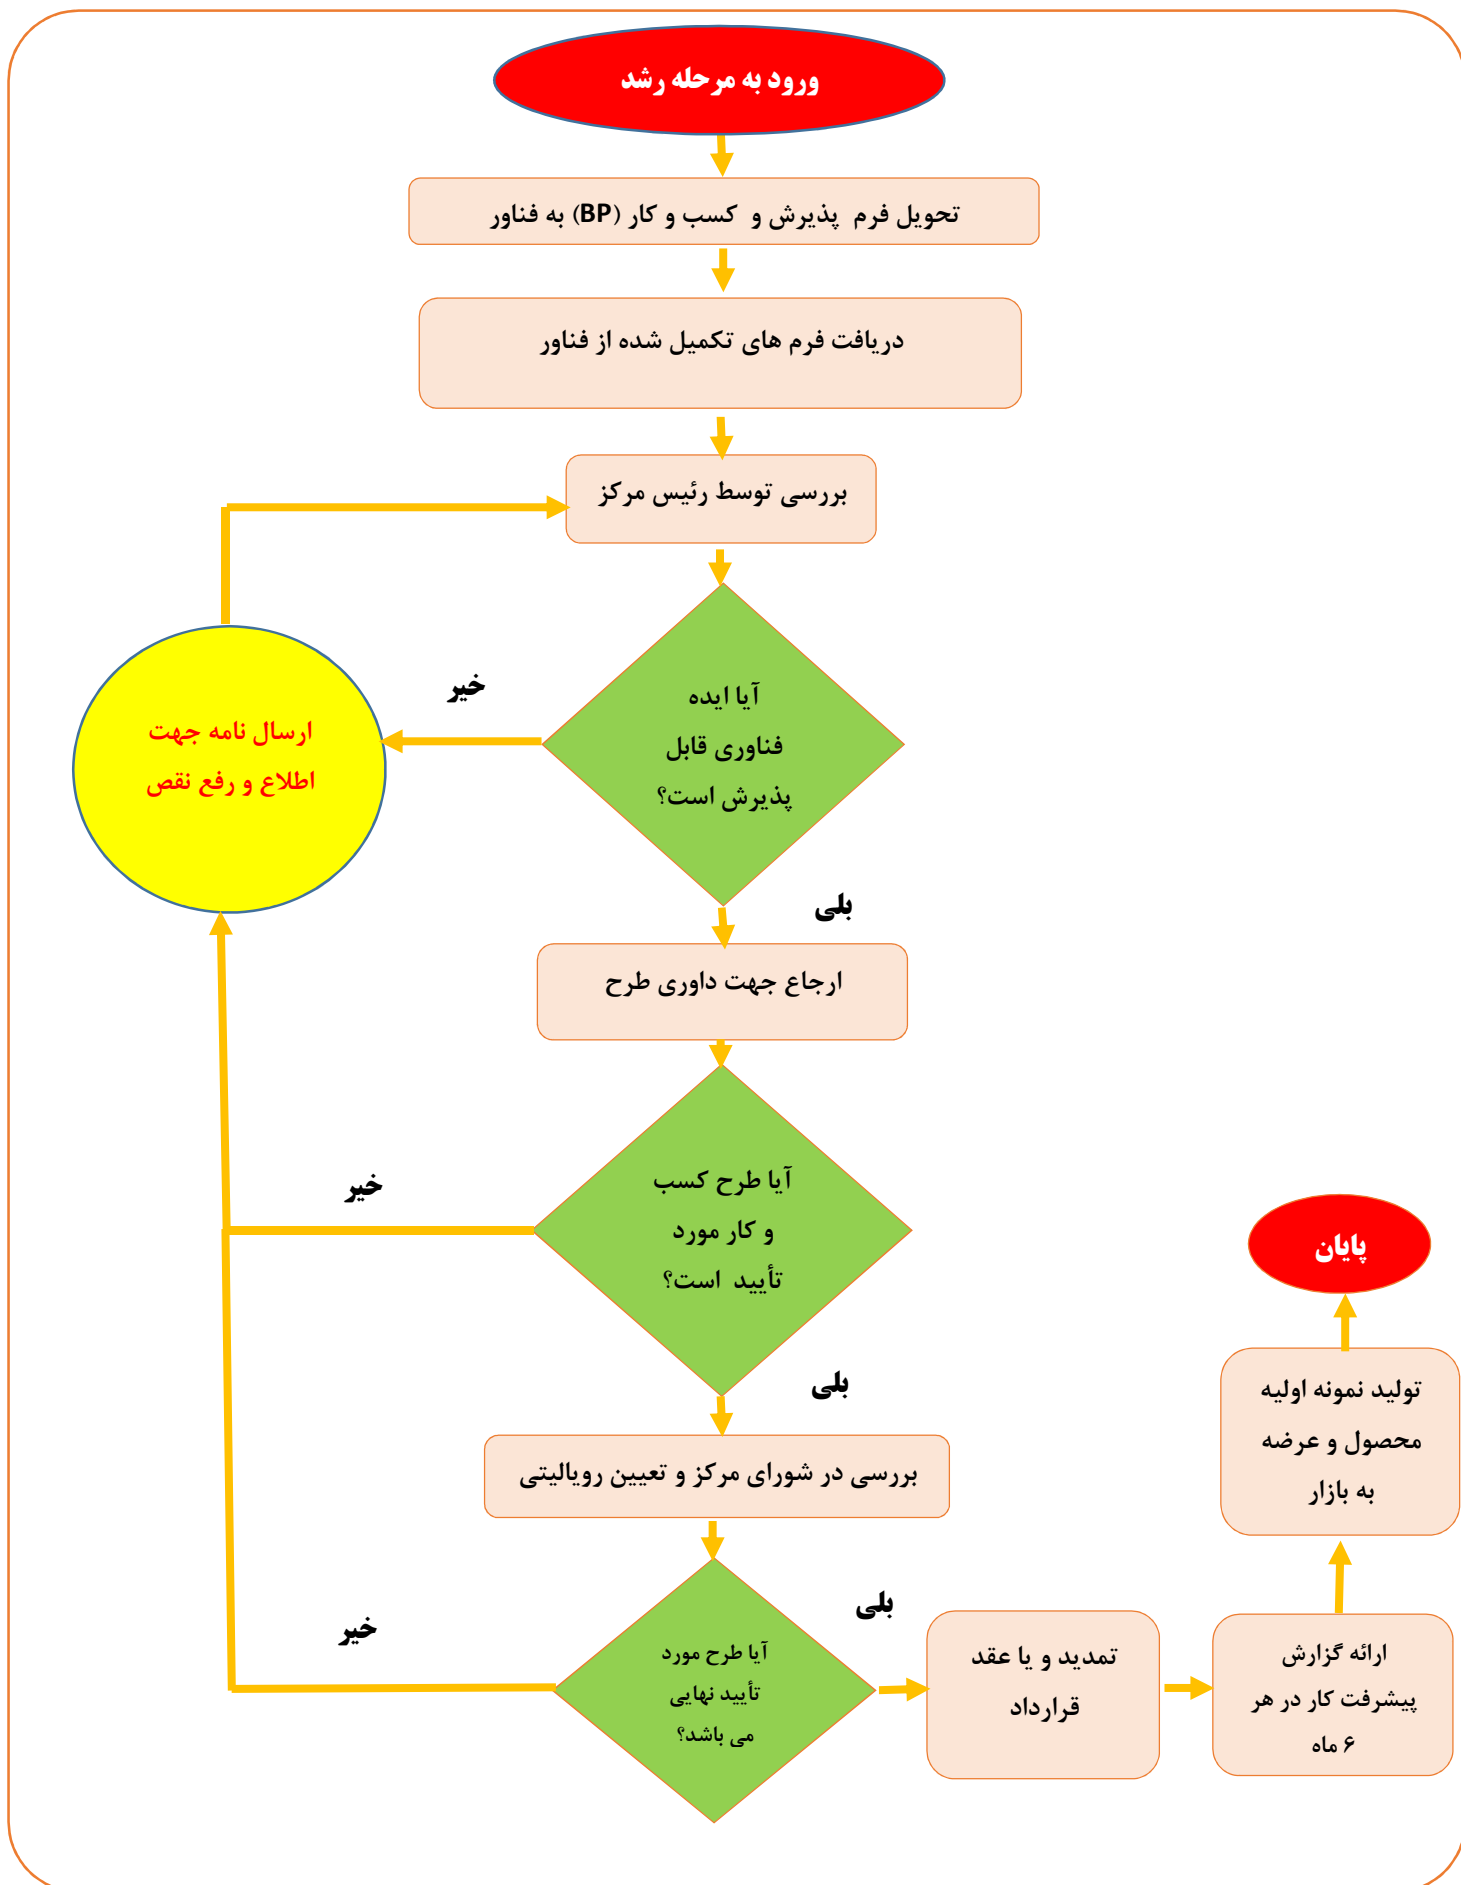 ورود به مرحله رشد
تحویل فرم پذیرش و کسب و کار (BP) به فناور
دریافت فرم های تکمیل شده از فناور
بررسی توسط رئیس مرکز
آیا ایده
فناوری قابل
پذیرش است؟
خیر
ارسال نامه جهت
اطلاع و رفع نقص
بلی
ارجاع جهت داوری طرح
آیا طرح کسب
و کار مورد
تأیید است؟
خیر
بلی
بررسی در شورای مرکز و تعیین رویالیتی
آیا طرح مورد
تأیید نهایی
می باشد؟
خیر
بلی
تمدید و یا عقد
قرارداد
ارائه گزارش
پیشرفت کار در هر
۶ ماه
تولید نمونه اولیه
محصول و عرضه
به بازار
پایان